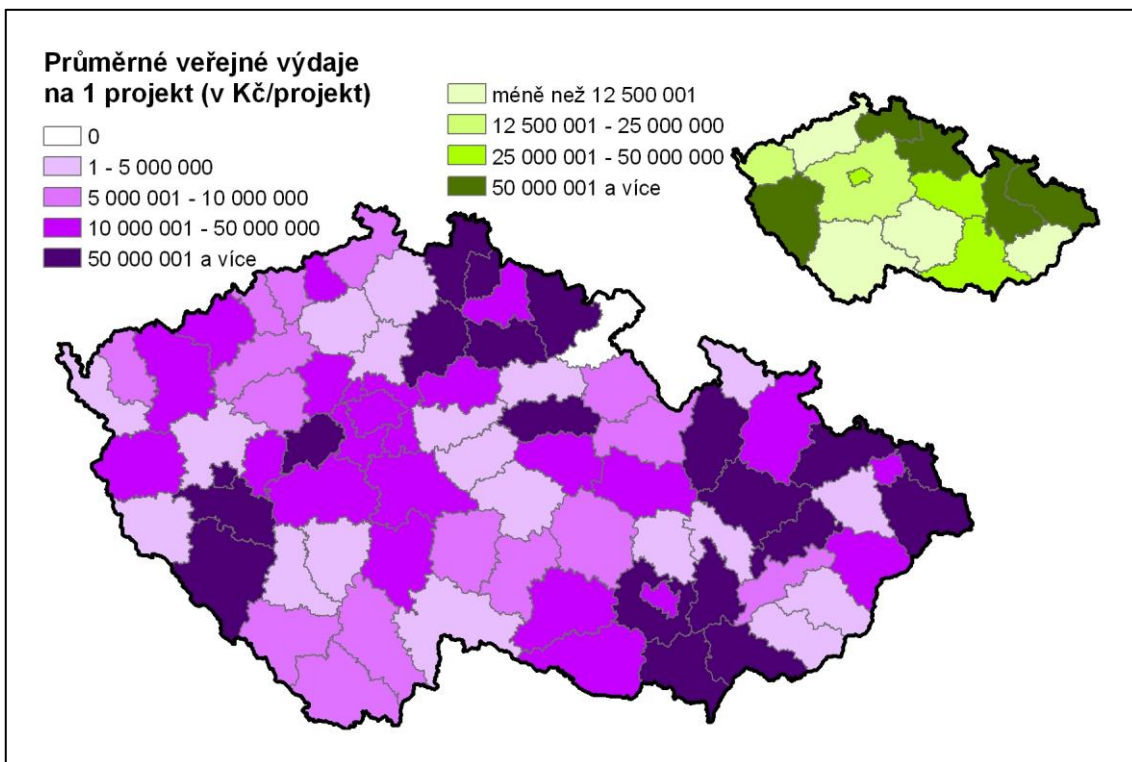 Průměrné veřejné výdaje
na 1 projekt (v Kč/projekt)
0
1 - 5 000 000
5 000 001 - 10 000 000
10 000 001 - 50 000 000
50 000 001 a více
méně než 12 500 001
12 500 001 - 25 000 000
25 000 001 - 50 000 000
50 000 001 a více